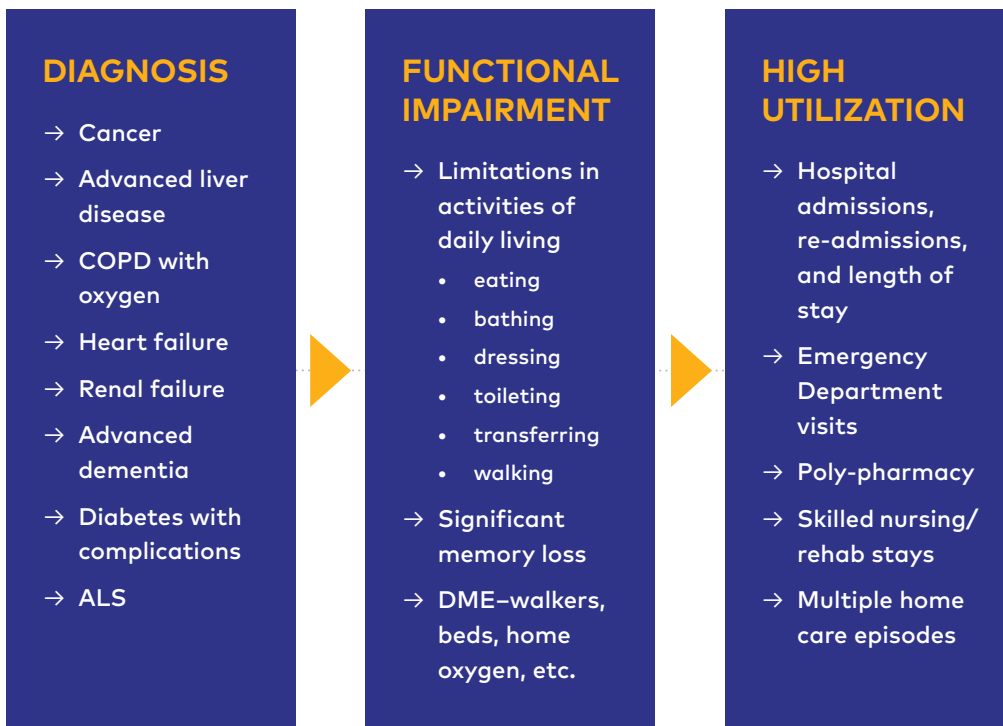 DIAGNOSIS
→ Cancer
→ Advanced liver
disease
→ COPD with
oxygen
→ Heart failure
→ Renal failure
→ Advanced
dementia
→ Diabetes with
complications
→ ALS
FUNCTIONAL
IMPAIRMENT
→ Limitations in
activities of
daily living
• eating
• bathing
• dressing
• toileting
• transferring
• walking
→ Significant
memory loss
→ DME–walkers,
beds, home
oxygen, etc.
HIGH
UTILIZATION
→ Hospital
admissions,
re-admissions,
and length of
stay
→ Emergency
Department
visits
→ Poly-pharmacy
→ Skilled nursing/
rehab stays
→ Multiple home
care episodes